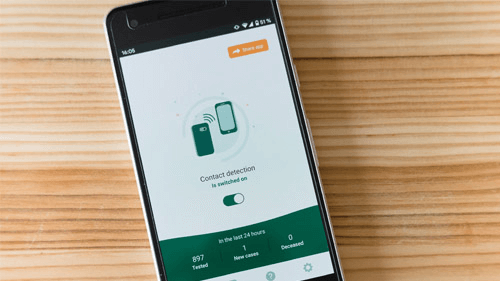 16:05
51 %
Share app
Contact detection
is switched on
In the last 24 hours
897 1 0
Tested New cases Deceased